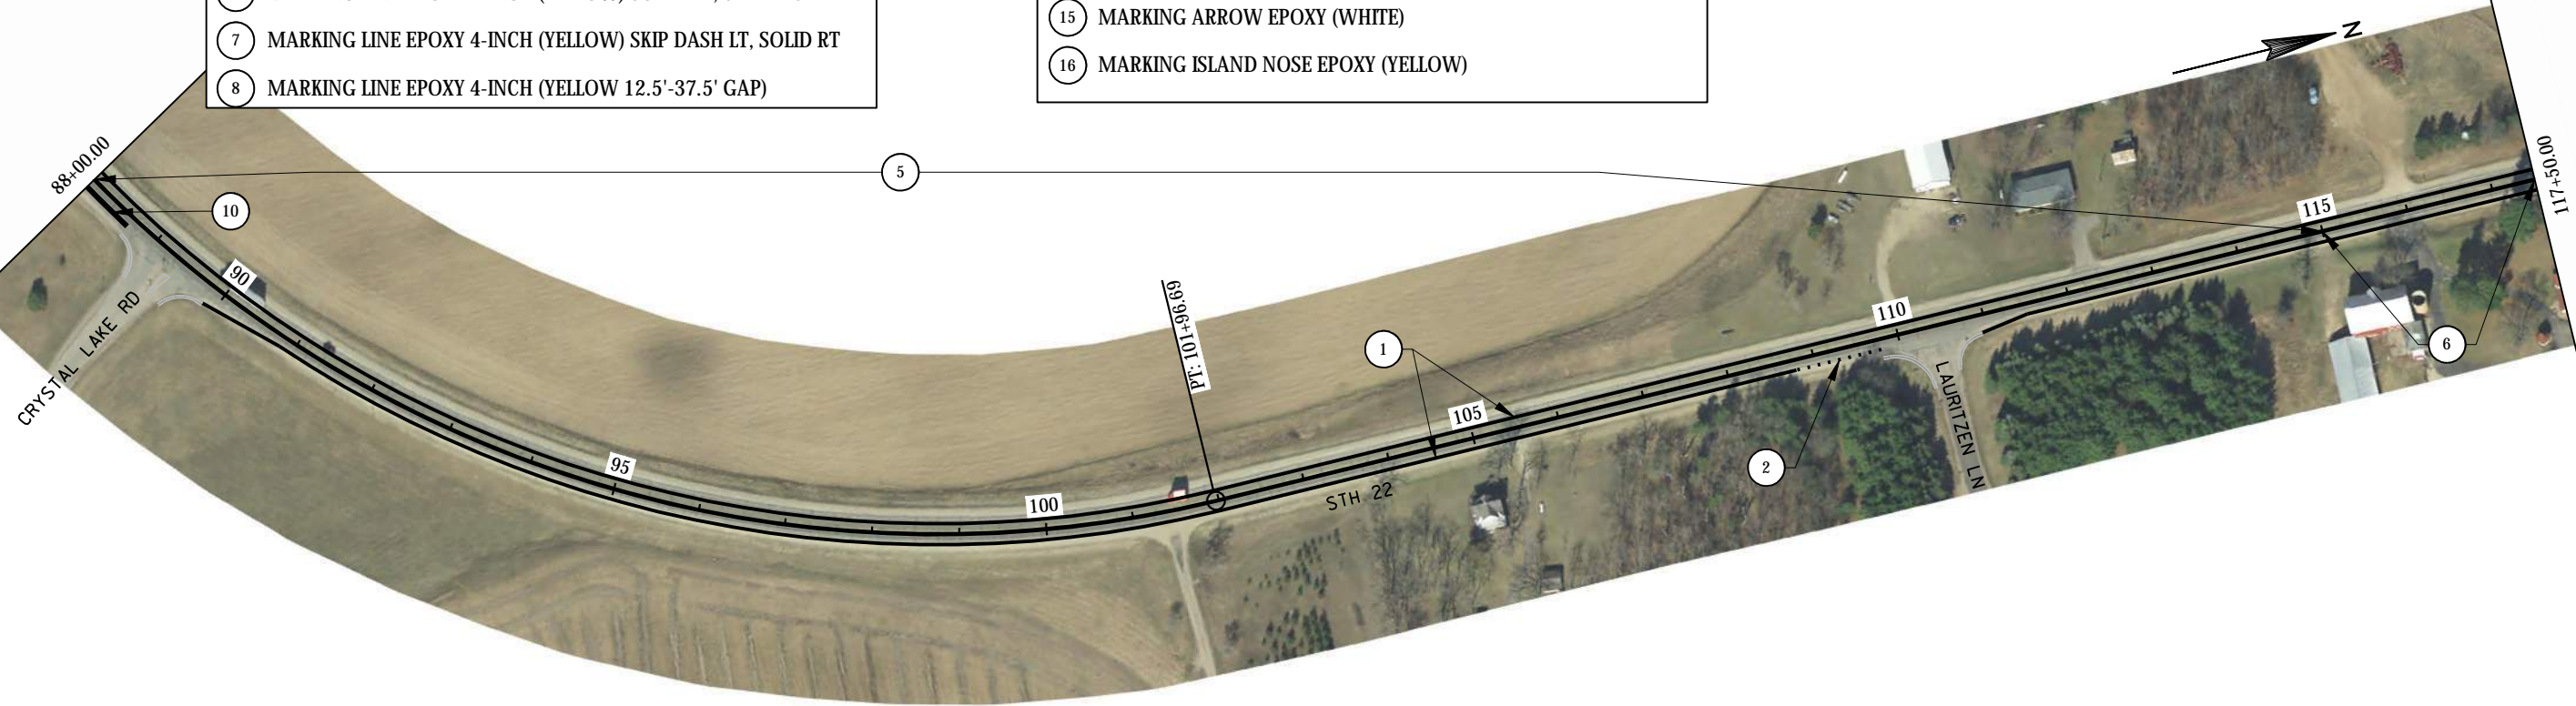 7 MARKING LINE EPOXY 4-INCH (YELLOW) SKIP DASH LT, SOLID RT
8 MARKING LINE EPOXY 4-INCH (YELLOW 12.5'-37.5' GAP)
15 MARKING ARROW EPOXY (WHITE)
16 MARKING ISLAND NOSE EPOXY (YELLOW)
N
88+00.00
5
10
117+50.00
115
90
CRYSTAL LAKE RD
PT: 101+96.69
110
1
6
LAURITZEN LN
105
2
95
STH 22
100